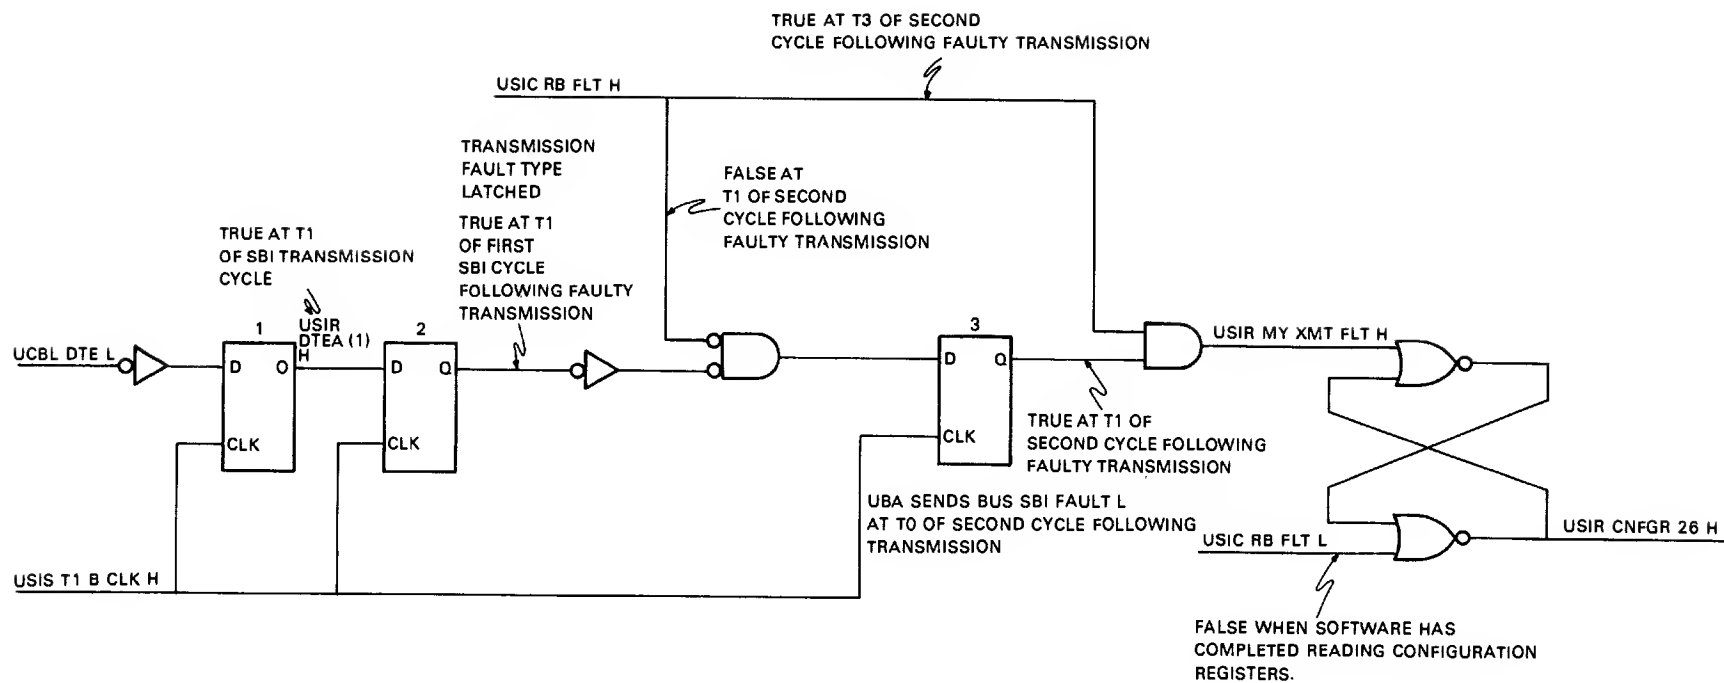 TRUE AT T3 OF SECOND
CYCLE FOLLOWING FAULTY TRANSMISSION
USIC RB FLT H
TRANSMISSION
FAULT TYPE
LATCHED
TRUE AT T1
OF FIRST
SBI CYCLE
FOLLOWING FAULTY
TRANSMISSION
FALSE AT
T1 OF SECOND
CYCLE FOLLOWING
FAULTY TRANSMISSION
TRUE AT T1
OF SBI TRANSMISSION
CYCLE
1
USIR
DTEA (1)
H
2
3
UCBL DTE L
D O
CLK
D Q
CLK
D Q
CLK
USIR MY XMT FLT H
TRUE AT T1 OF
SECOND CYCLE FOLLOWING
FAULTY TRANSMISSION
UBA SENDS BUS SBI FAULT L
AT T0 OF SECOND CYCLE FOLLOWING
TRANSMISSION
USIC RB FLT L
USIR CNFGR 26 H
USIS T1 B CLK H
FALSE WHEN SOFTWARE HAS
COMPLETED READING CONFIGURATION
REGISTERS.